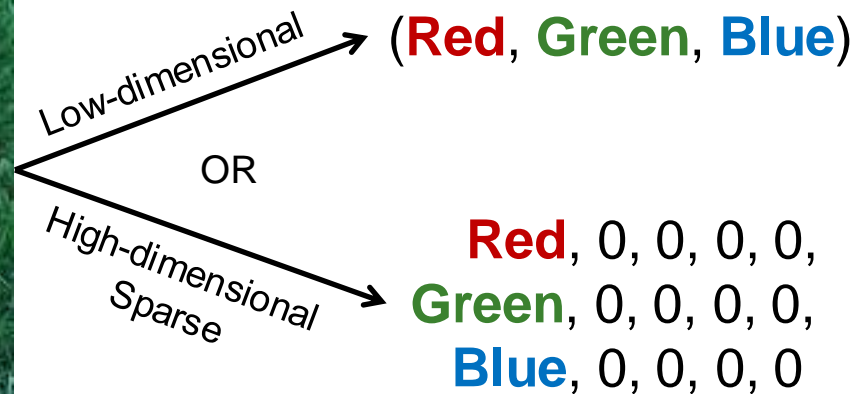 Low-dimensional
(Red, Green, Blue)
OR
High-dimensional
Sparse
Red, 0, 0, 0, 0,
Green, 0, 0, 0, 0,
Blue, 0, 0, 0, 0